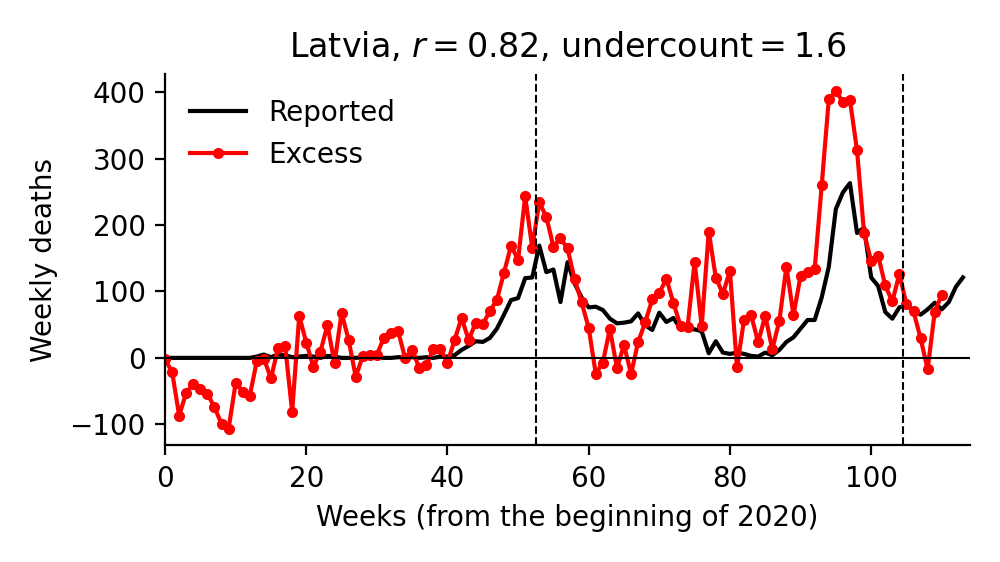 Latvia, r = 0.82, undercount = 1.6
Reported
Excess
Weekly deaths
400
300
200
100
0
−100
0 20 40 60 80 100
Weeks (from the beginning of 2020)